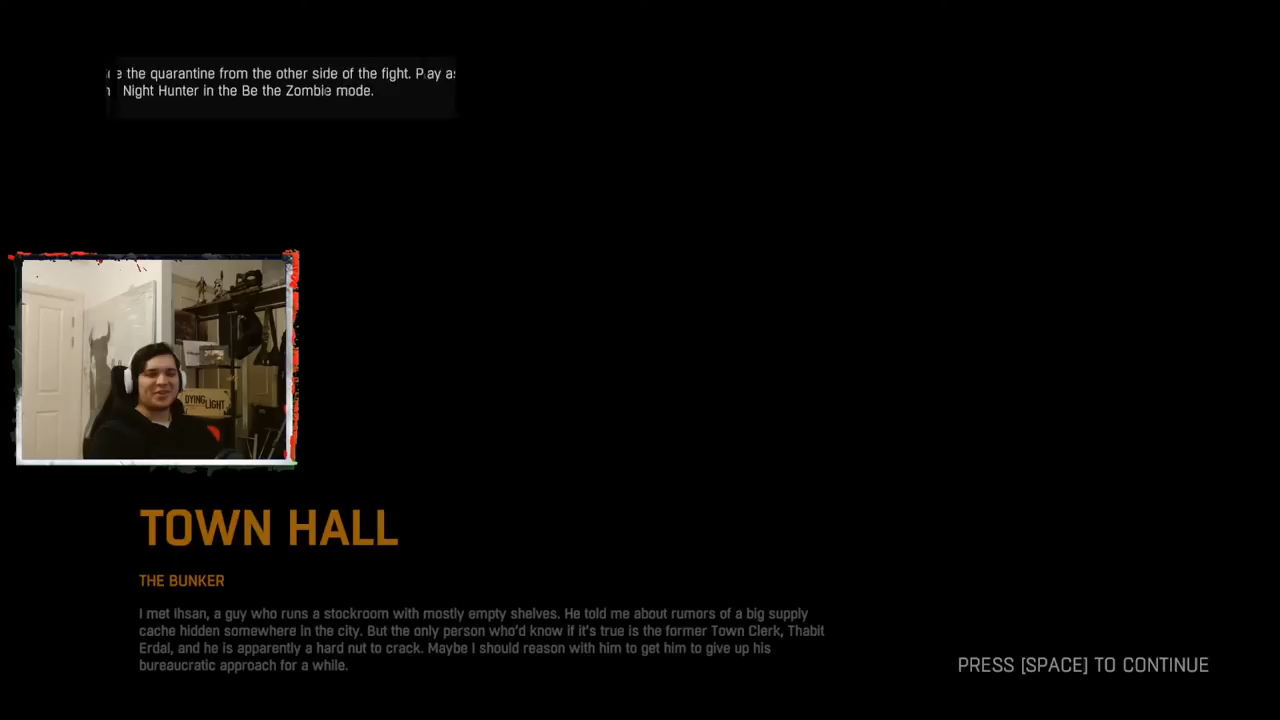 e the quarantine from the other side of the fight. Play as
Night Hunter in the Be the Zombie mode.
DYING LIGHT
TOWN HALL
THE BUNKER
I met Ihsan, a guy who runs a stockroom with mostly empty shelves. He told me about rumors of a big supply
cache hidden somewhere in the city. But the only person who'd know if it's true is the former Town Clerk, Thabit
Erdal, and he is apparently a hard nut to crack. Maybe I should reason with him to get him to give up his
bureaucratic approach for a while.
PRESS [SPACE] TO CONTINUE